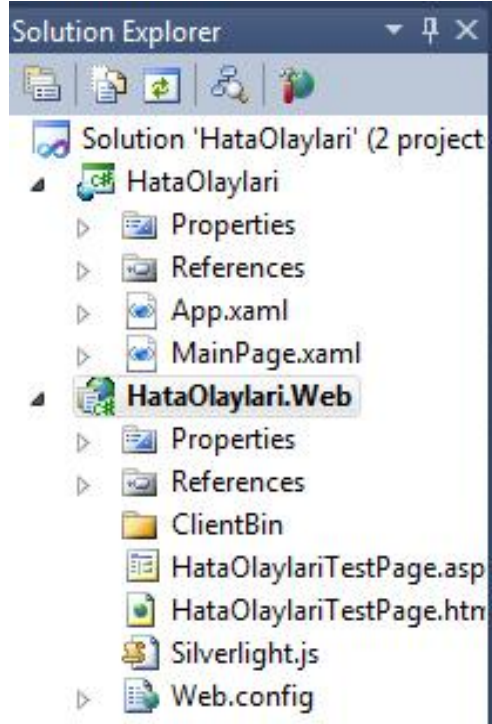 Solution Explorer
Solution 'HataOlaylari' (2 project
HataOlaylari
Properties
References
App.xaml
MainPage.xaml
HataOlaylari.Web
Properties
References
ClientBin
HataOlaylariTestPage.asp
HataOlaylariTestPage.htm
Silverlight.js
Web.config